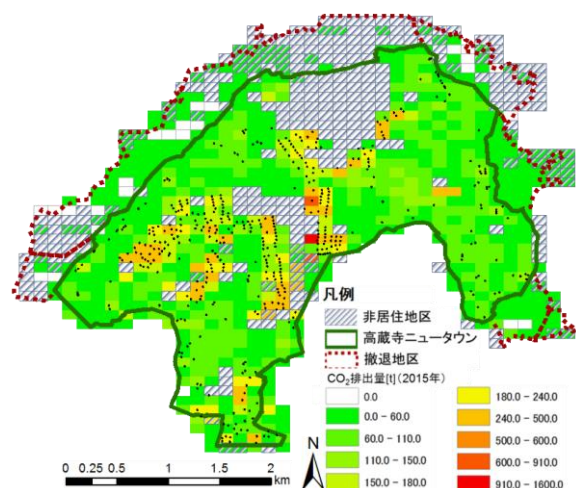 凡例
非居住地区
高蔵寺ニュータウン
撤退地区
CO₂排出量[t](2015年)
0.0
0.0 - 60.0
60.0 - 110.0
110.0 - 150.0
150.0 - 180.0
180.0 - 240.0
240.0 - 500.0
500.0 - 600.0
600.0 - 910.0
910.0 - 1600.0
N
0 0.25 0.5 1 1.5 2
km